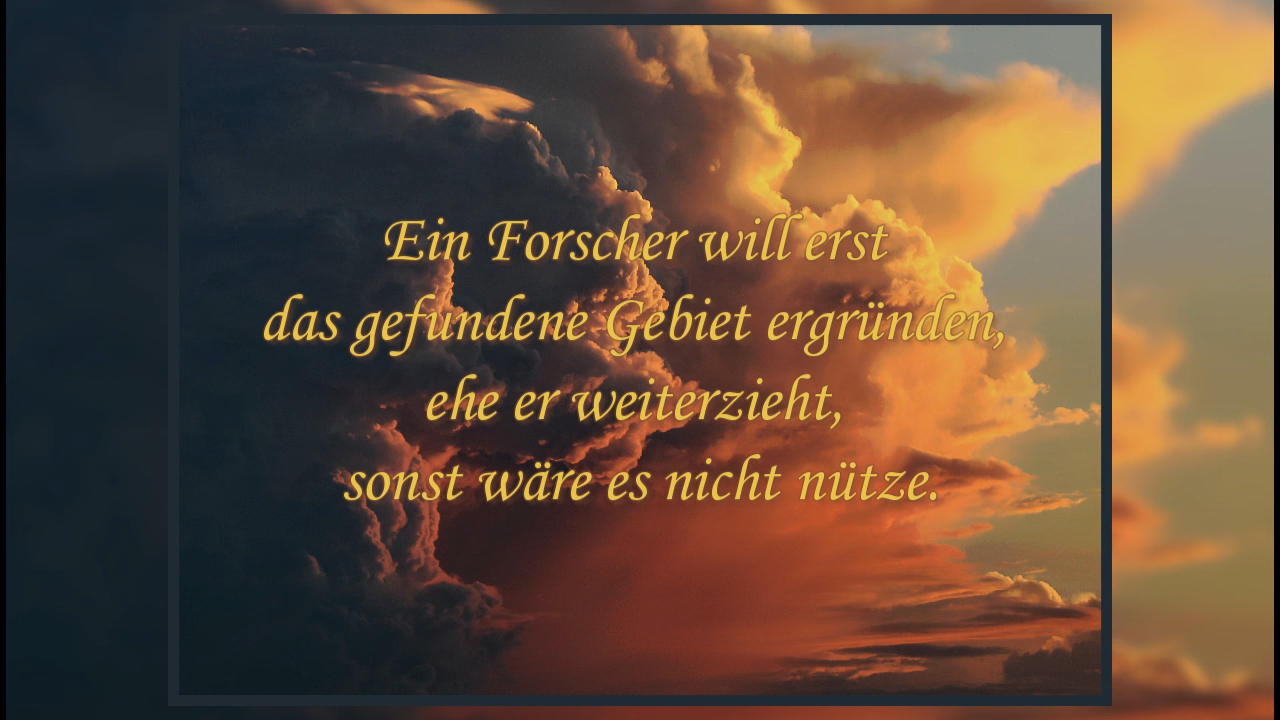 Ein Forscher will erst
das gefundene Gebiet ergründen,
ehe er weiterzieht,
sonst wäre es nicht nütze.